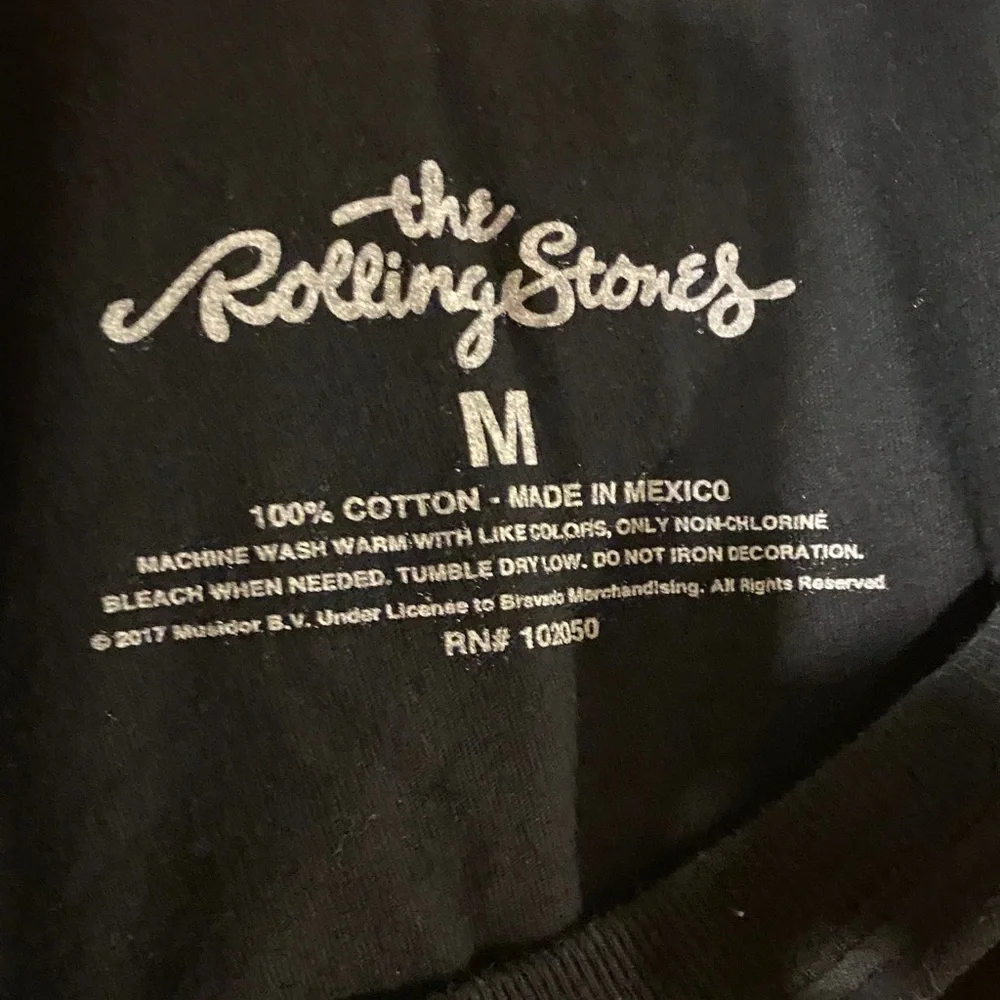 the
Rolling Stones
M
100% COTTON - MADE IN MEXICO
MACHINE WASH WARM WITH LIKE COLORS, ONLY NON-CHLORINE
BLEACH WHEN NEEDED. TUMBLE DRY LOW. DO NOT IRON DECORATION.
© 2017 Musidor B.V. Under License to Bravado Merchandising. All Rights Reserved
RN# 102050